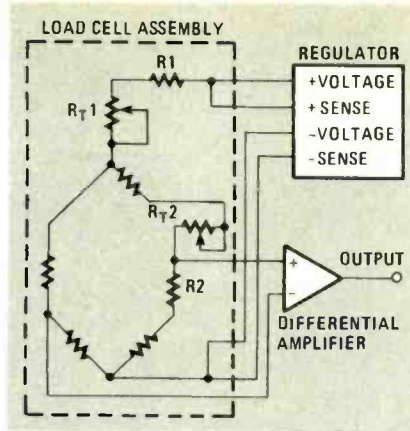 LOAD CELL ASSEMBLY
REGULATOR
R1
+VOLTAGE
+SENSE
−VOLTAGE
-SENSE
RT1
RT2
R2
+
−
OUTPUT
DIFFERENTIAL
AMPLIFIER